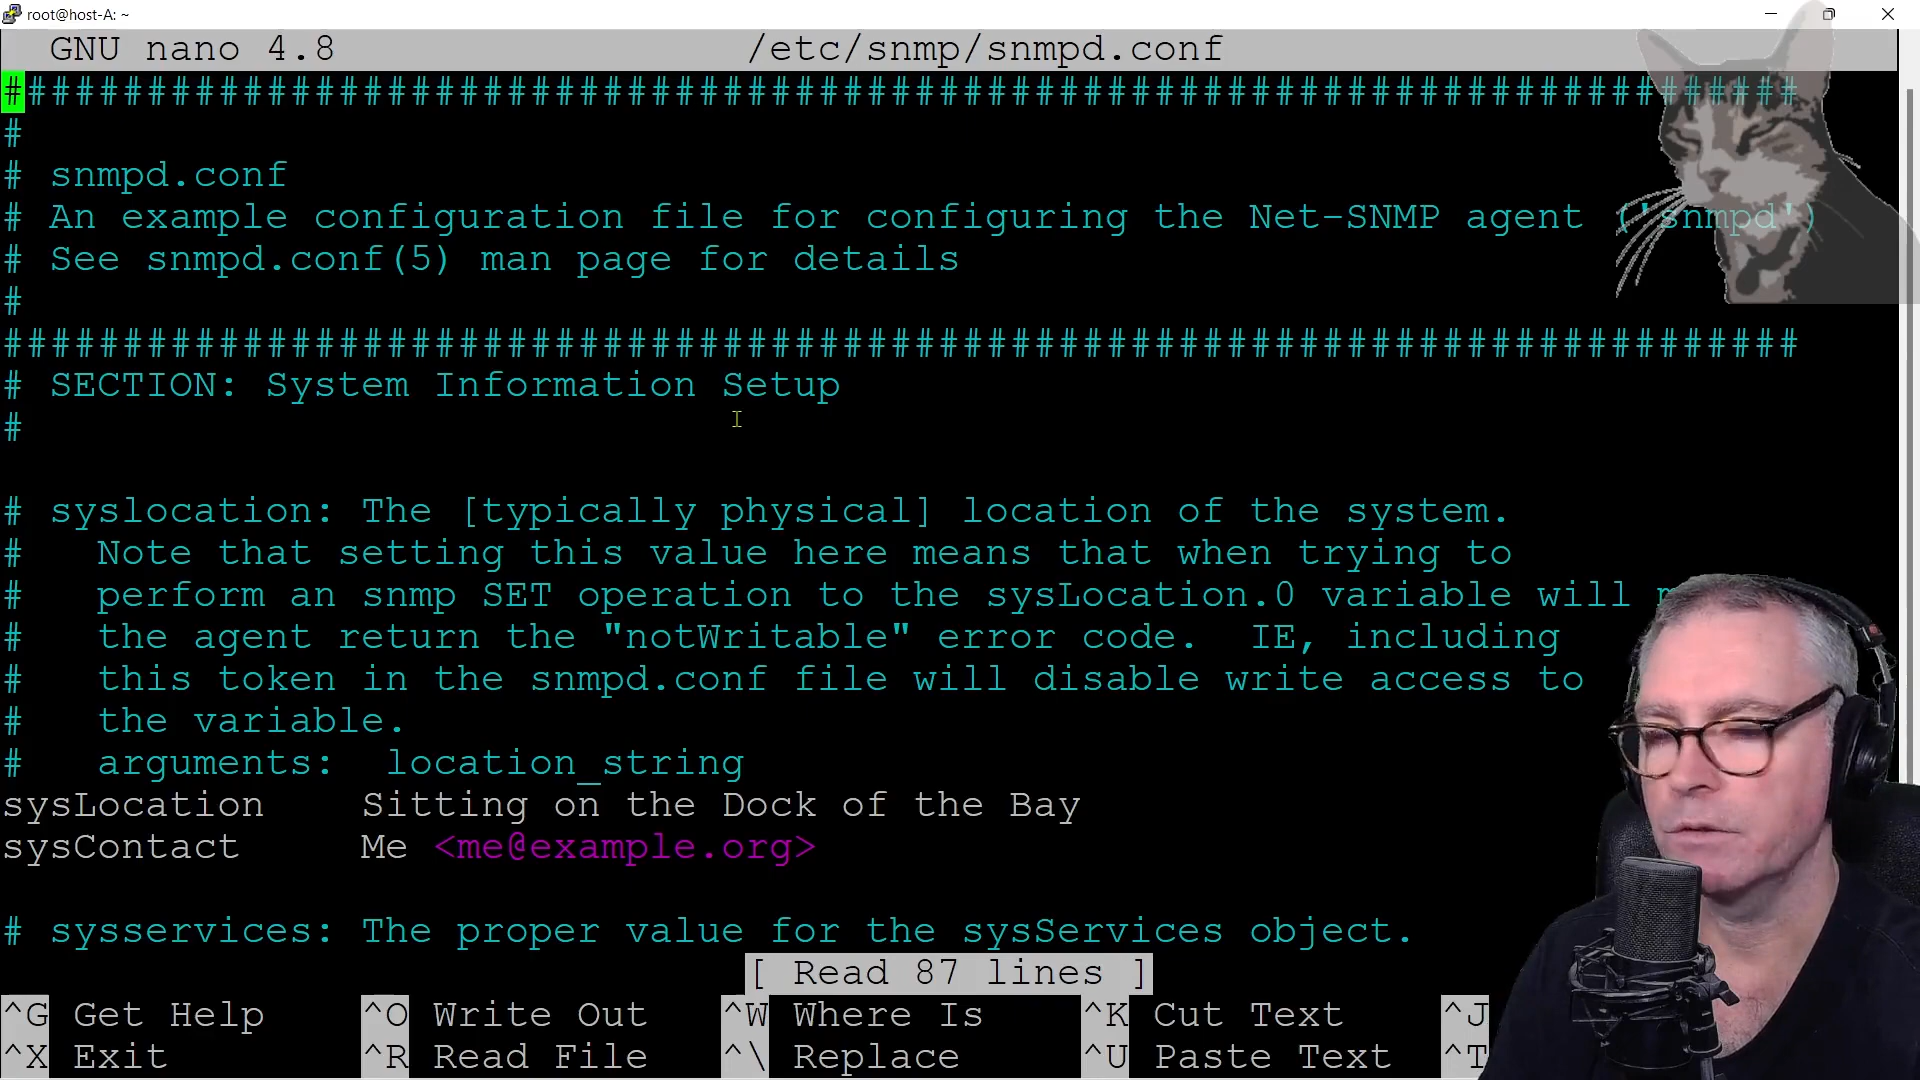 root@host-A: ~
GNU nano 4.8 /etc/snmp/snmpd.conf
###########################################################################
#
# snmpd.conf
# An example configuration file for configuring the Net-SNMP agent ('snmpd')
# See snmpd.conf(5) man page for details
#
###########################################################################
# SECTION: System Information Setup
#
# syslocation: The [typically physical] location of the system.
#   Note that setting this value here means that when trying to
#   perform an snmp SET operation to the sysLocation.0 variable will
#   the agent return the "notWritable" error code.  IE, including
#   this token in the snmpd.conf file will disable write access to
#   the variable.
#   arguments:  location_string
sysLocation    Sitting on the Dock of the Bay
sysContact     Me <me@example.org>
# sysservices: The proper value for the sysServices object.
[ Read 87 lines ]
^G Get Help ^O Write Out ^W Where Is ^K Cut Text ^J
^X Exit ^R Read File ^\ Replace ^U Paste Text ^T